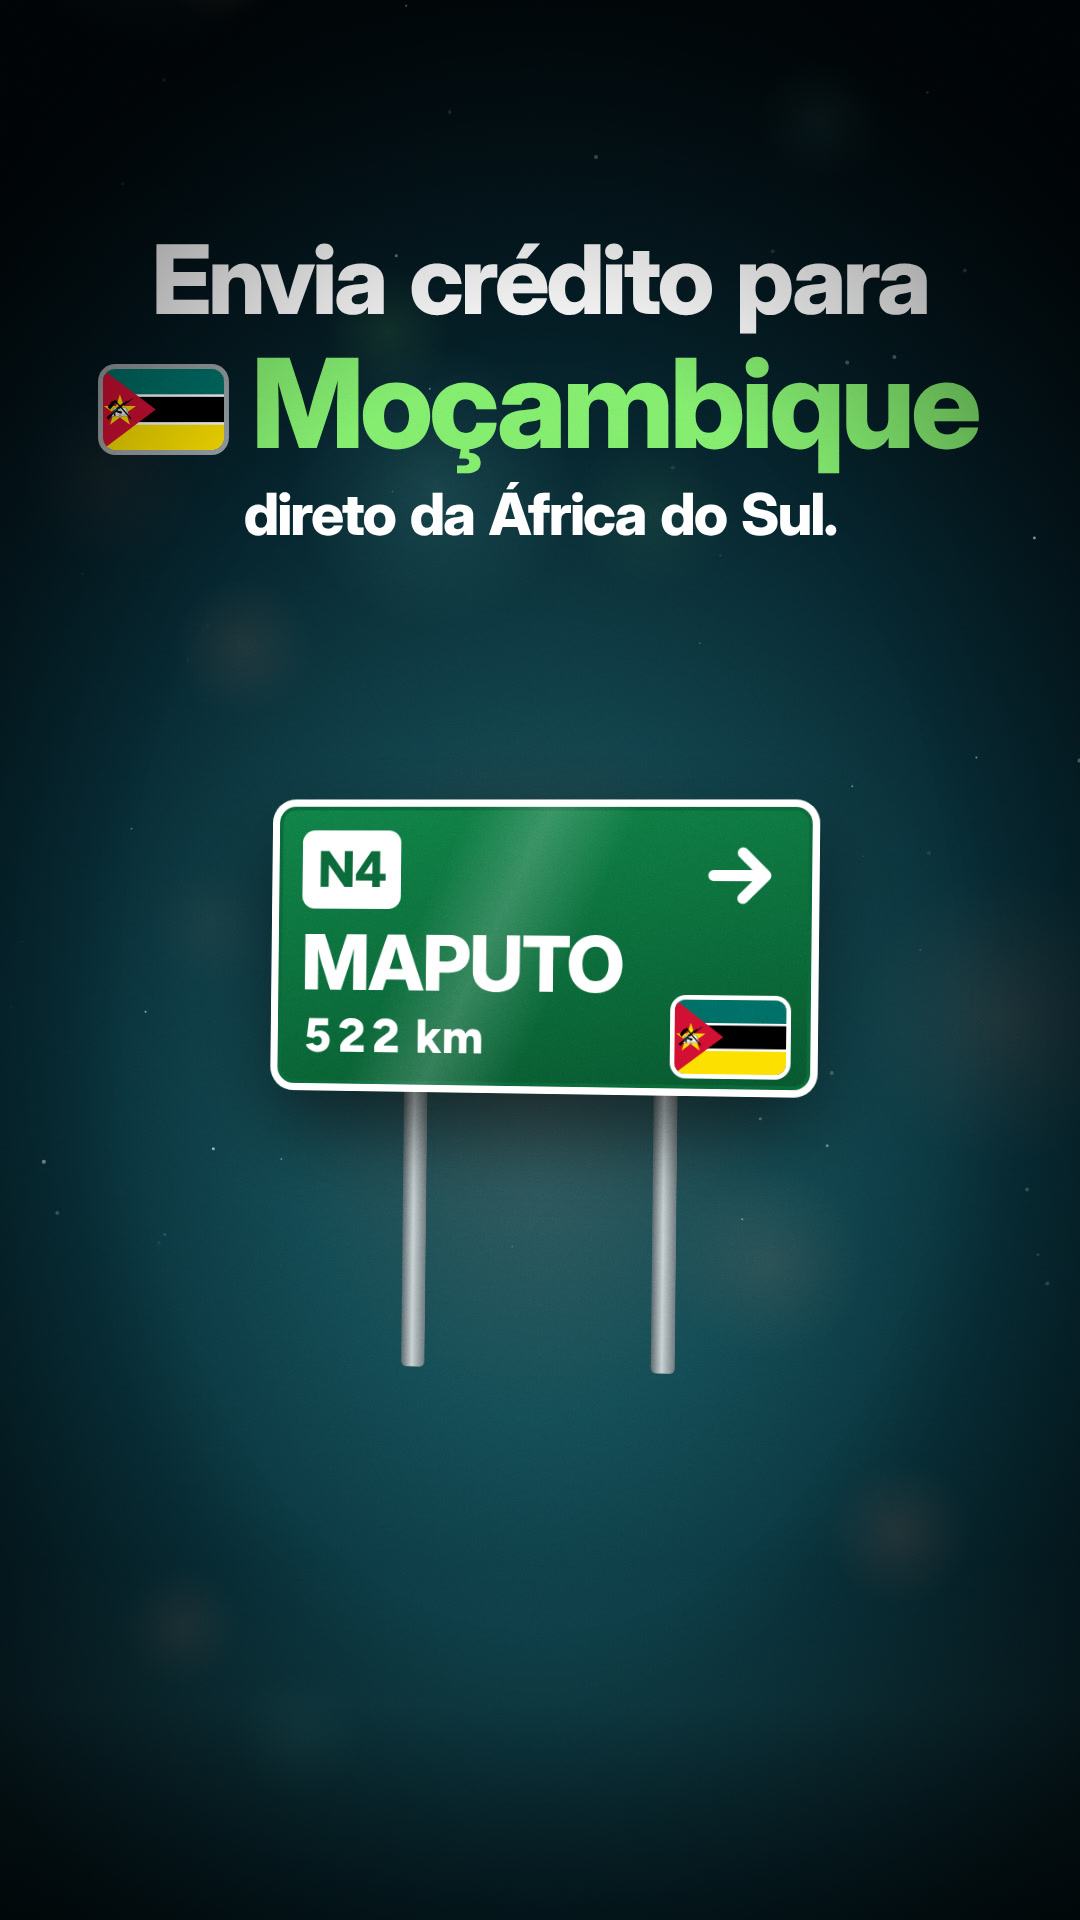 Envia crédito para
Moçambique
direto da África do Sul.
N4
MAPUTO
522 km